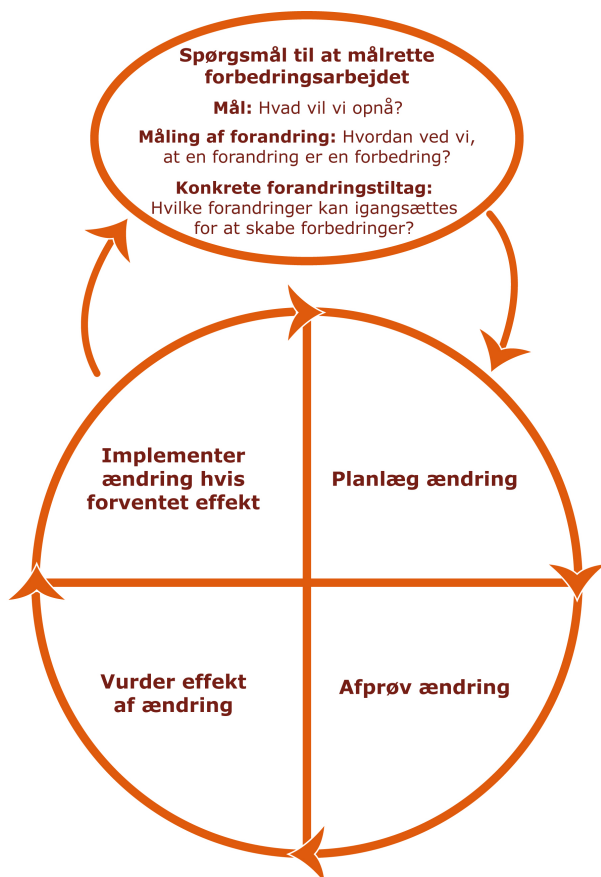 Spørgsmål til at målrette
forbedringsarbejdet
Mål: Hvad vil vi opnå?
Måling af forandring: Hvordan ved vi,
at en forandring er en forbedring?
Konkrete forandringstiltag:
Hvilke forandringer kan igangsættes
for at skabe forbedringer?
Implementer
ændring hvis
forventet effekt
Planlæg ændring
Vurder effekt
af ændring
Afprøv ændring